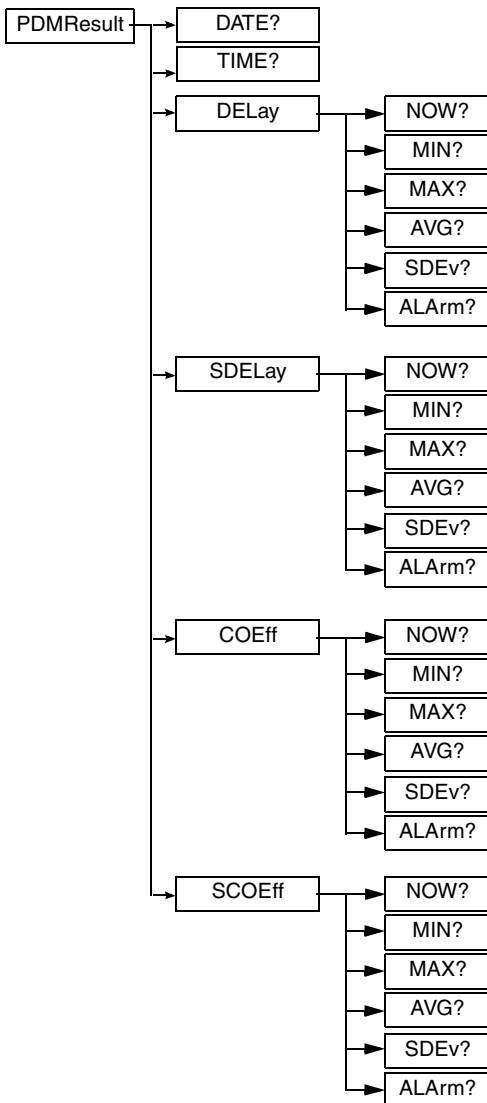 PDMResult
DATE?
TIME?
DELay
NOW?
MIN?
MAX?
AVG?
SDEv?
ALArm?
SDELay
NOW?
MIN?
MAX?
AVG?
SDEv?
ALArm?
COEff
NOW?
MIN?
MAX?
AVG?
SDEv?
ALArm?
SCOEff
NOW?
MIN?
MAX?
AVG?
SDEv?
ALArm?